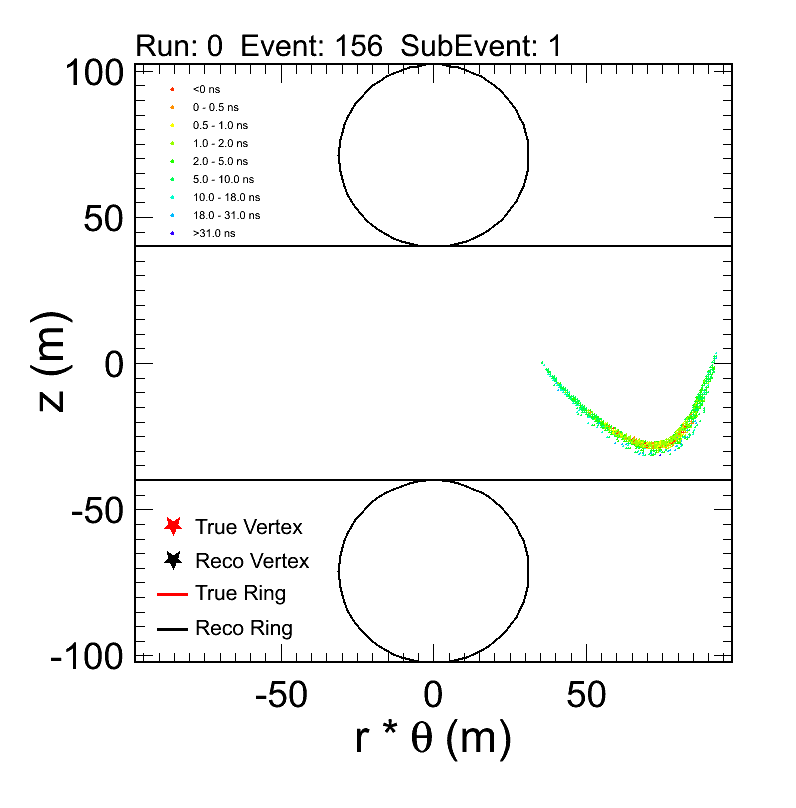 Run: 0 Event: 156 SubEvent: 1
100
<0 ns
0 - 0.5 ns
0.5 - 1.0 ns
1.0 - 2.0 ns
2.0 - 5.0 ns
5.0 - 10.0 ns
10.0 - 18.0 ns
18.0 - 31.0 ns
>31.0 ns
50
0
-50
-100
z (m)
True Vertex
Reco Vertex
True Ring
Reco Ring
-50 0 50
r * θ (m)